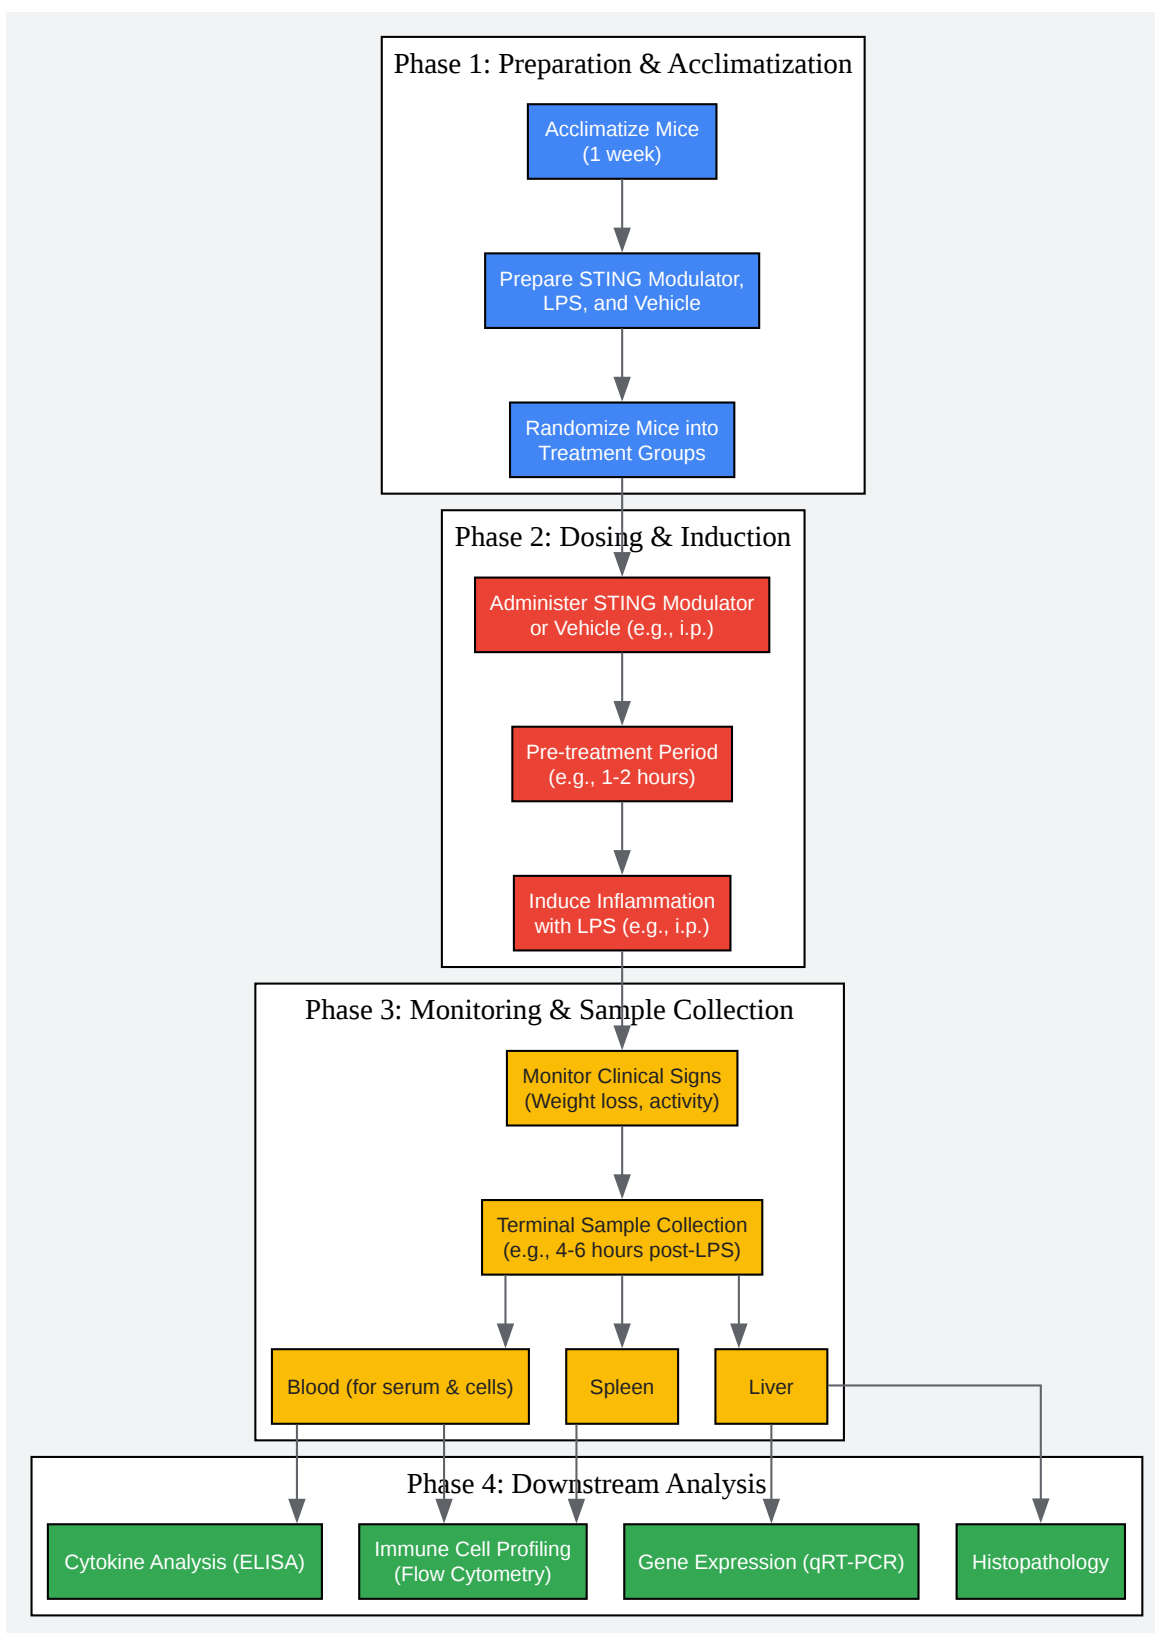 Phase 1: Preparation & Acclimatization
Acclimatize Mice
(1 week)
Prepare STING Modulator,
LPS, and Vehicle
Randomize Mice into
Treatment Groups
Phase 2: Dosing & Induction
Administer STING Modulator
or Vehicle (e.g., i.p.)
Pre-treatment Period
(e.g., 1-2 hours)
Induce Inflammation
with LPS (e.g., i.p.)
Phase 3: Monitoring & Sample Collection
Monitor Clinical Signs
(Weight loss, activity)
Terminal Sample Collection
(e.g., 4-6 hours post-LPS)
Blood (for serum & cells)
Spleen
Liver
Phase 4: Downstream Analysis
Cytokine Analysis (ELISA)
Immune Cell Profiling
(Flow Cytometry)
Gene Expression (qRT-PCR)
Histopathology